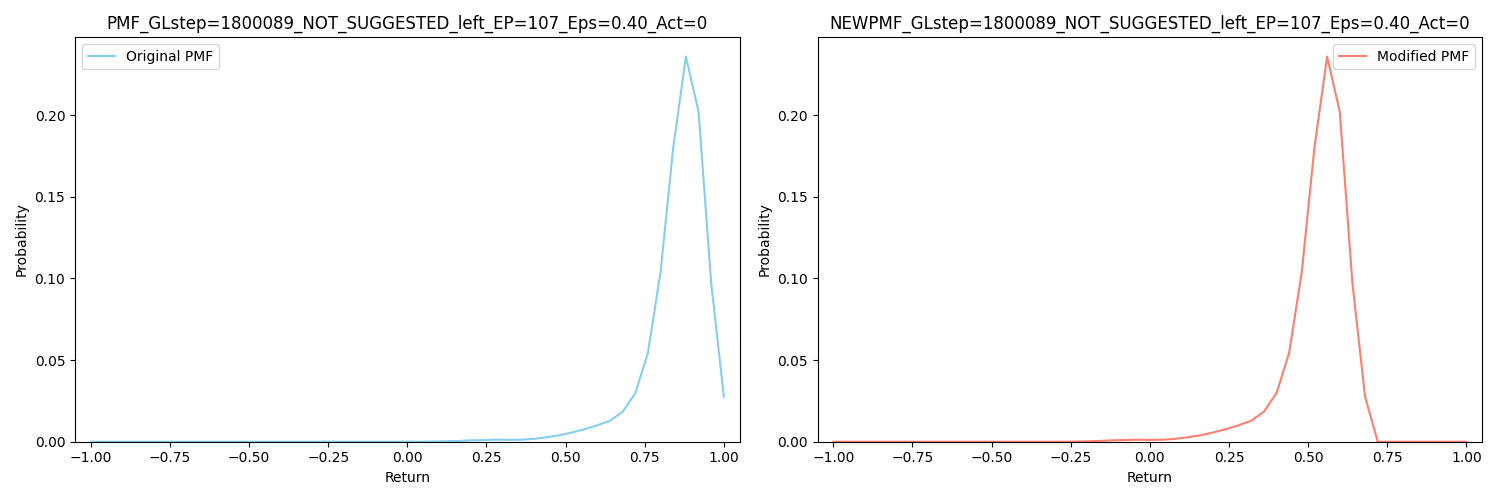 PMF_GLstep=1800089_NOT_SUGGESTED_left_EP=107_Eps=0.40_Act=0
Original PMF
0.20
0.15
0.10
0.05
0.00
Probability
−1.00 −0.75 −0.50 −0.25 0.00 0.25 0.50 0.75 1.00
Return
NEWPMF_GLstep=1800089_NOT_SUGGESTED_left_EP=107_Eps=0.40_Act=0
Modified PMF
0.20
0.15
0.10
0.05
0.00
Probability
−1.00 −0.75 −0.50 −0.25 0.00 0.25 0.50 0.75 1.00
Return